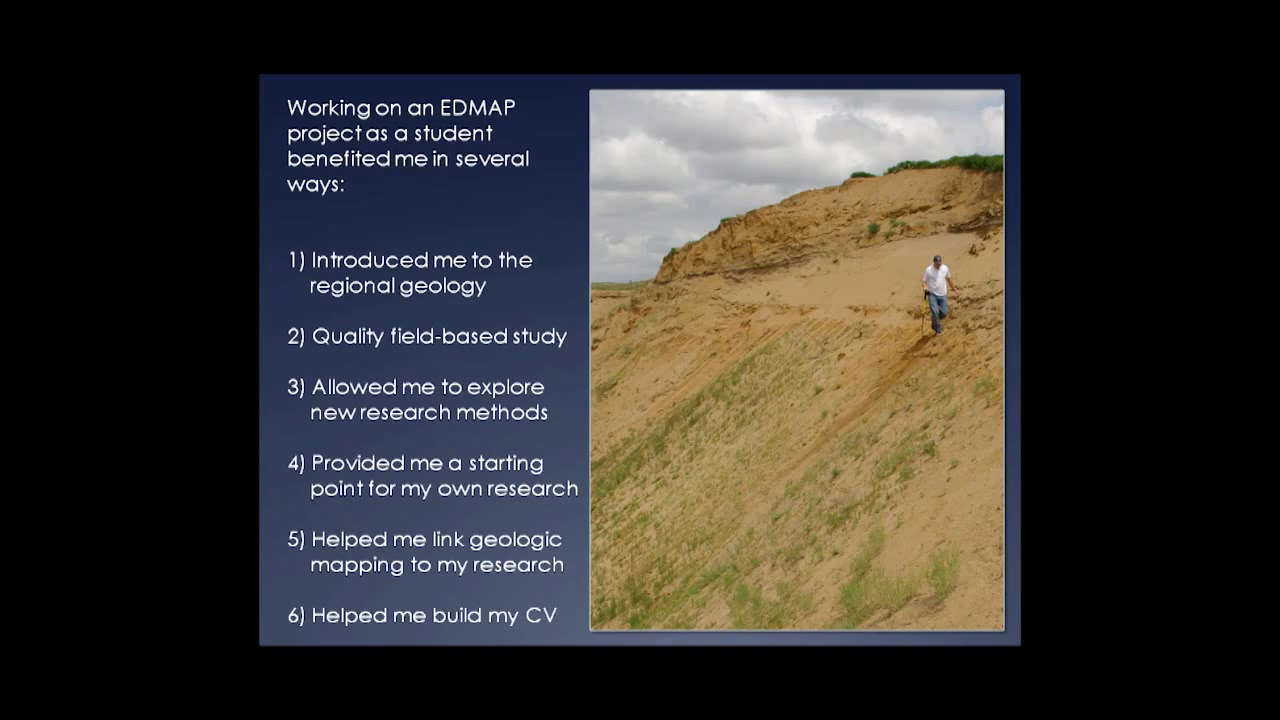 Working on an EDMAP
project as a student
benefited me in several
ways:
1) Introduced me to the
regional geology
2) Quality field-based study
3) Allowed me to explore
new research methods
4) Provided me a starting
point for my own research
5) Helped me link geologic
mapping to my research
6) Helped me build my CV